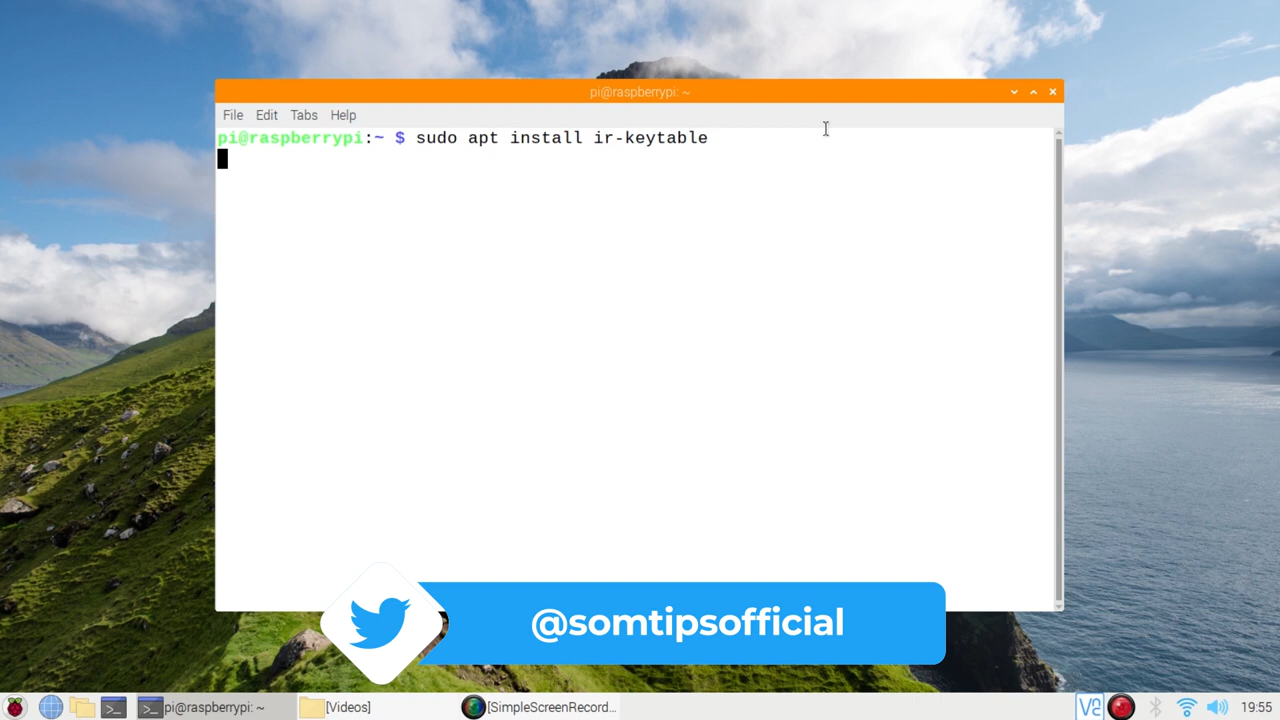 pi@raspberrypi: ~
File Edit Tabs Help
pi@raspberrypi:~ $ sudo apt install ir-keytable
@somtipsofficial
pi@raspberrypi: ~ [Videos] [SimpleScreenRecord... 19:55